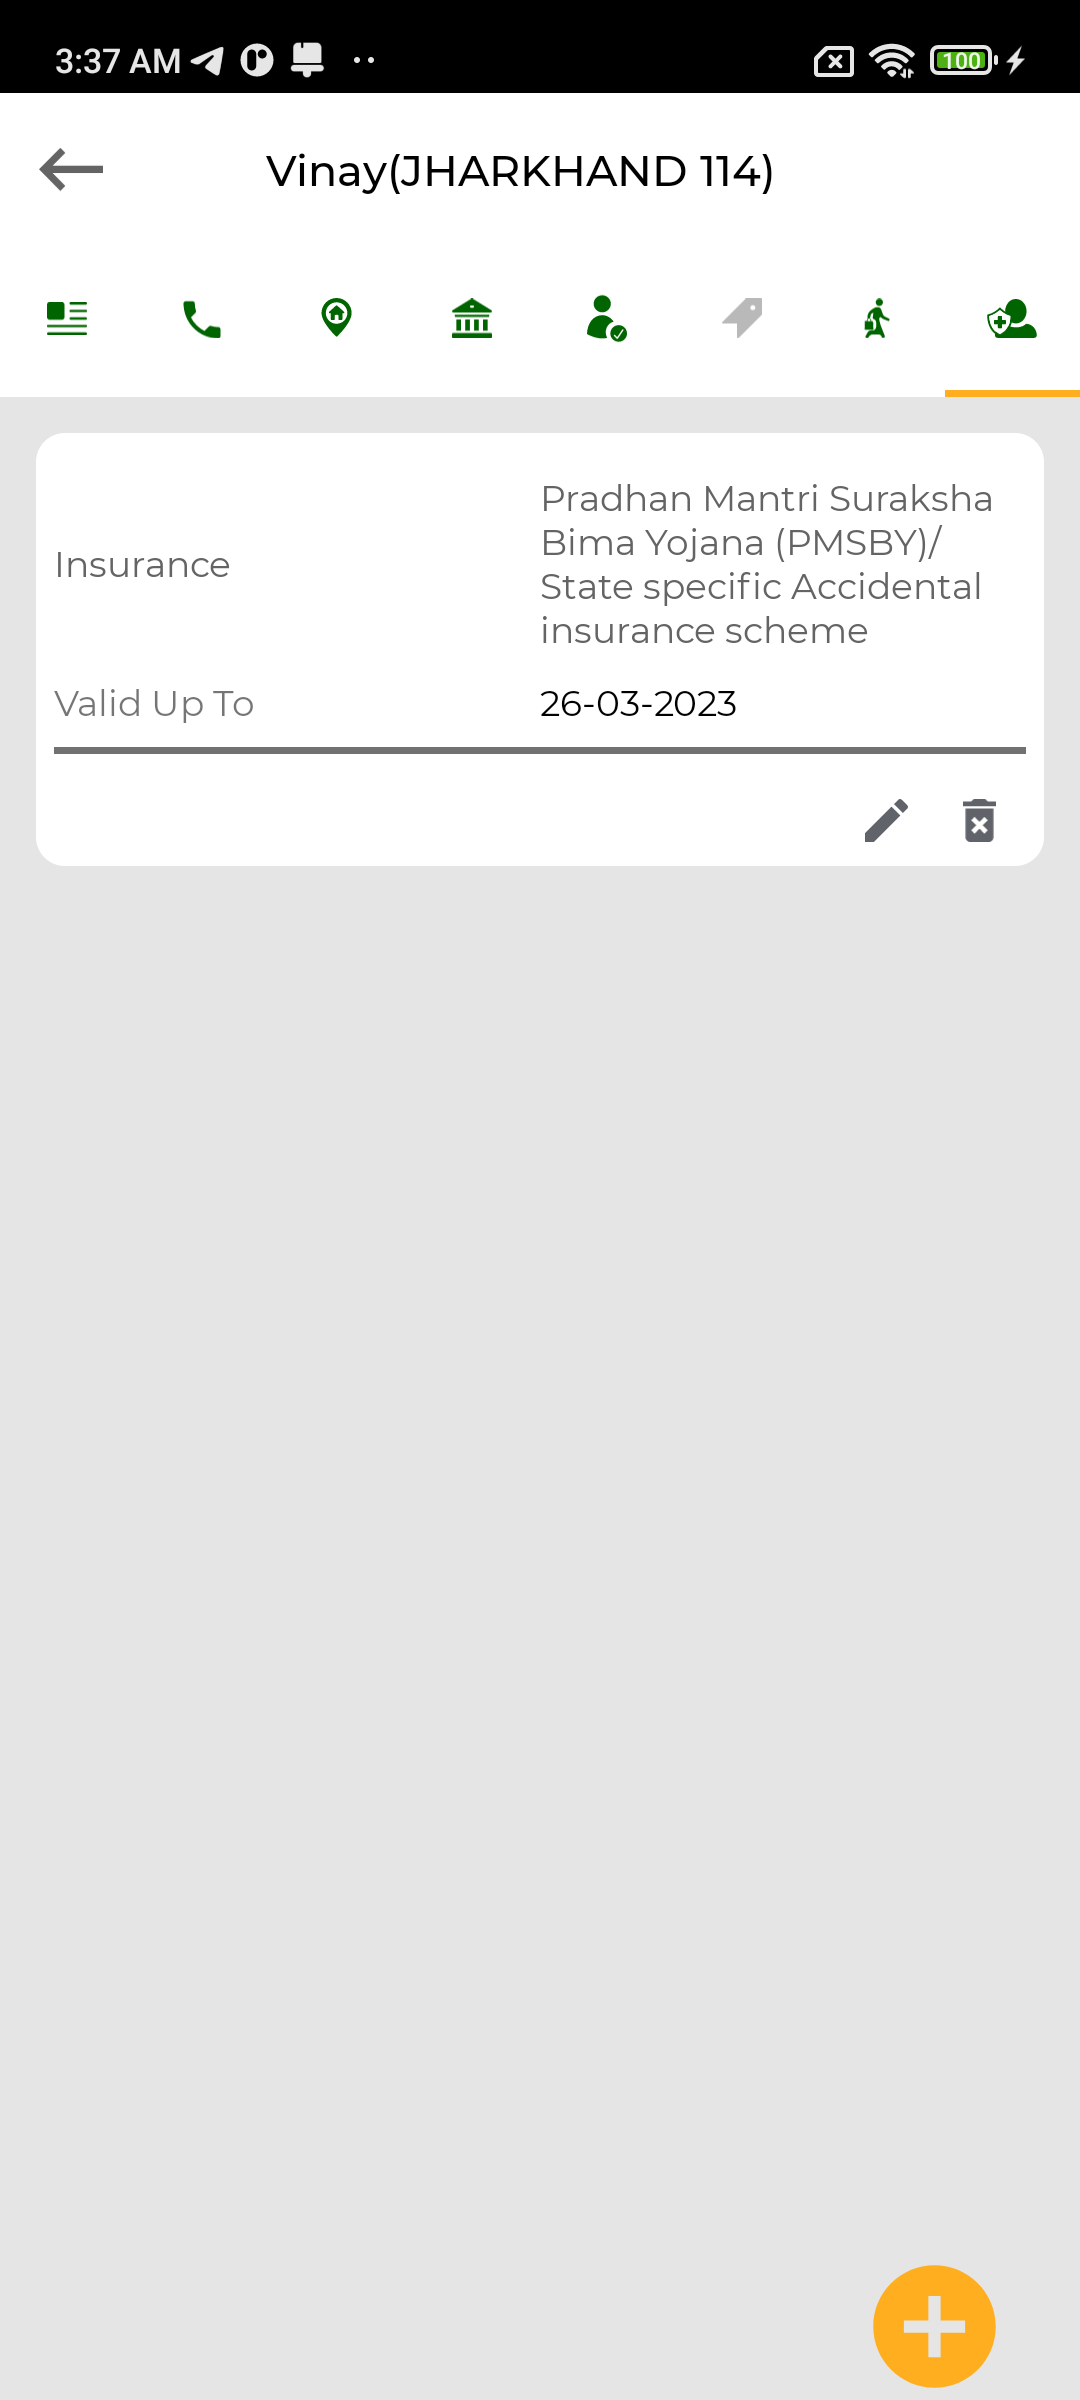 3:37 AM
100
Vinay(JHARKHAND 114)
Insurance
Pradhan Mantri Suraksha
Bima Yojana (PMSBY)/
State specific Accidental
insurance scheme
Valid Up To
26-03-2023